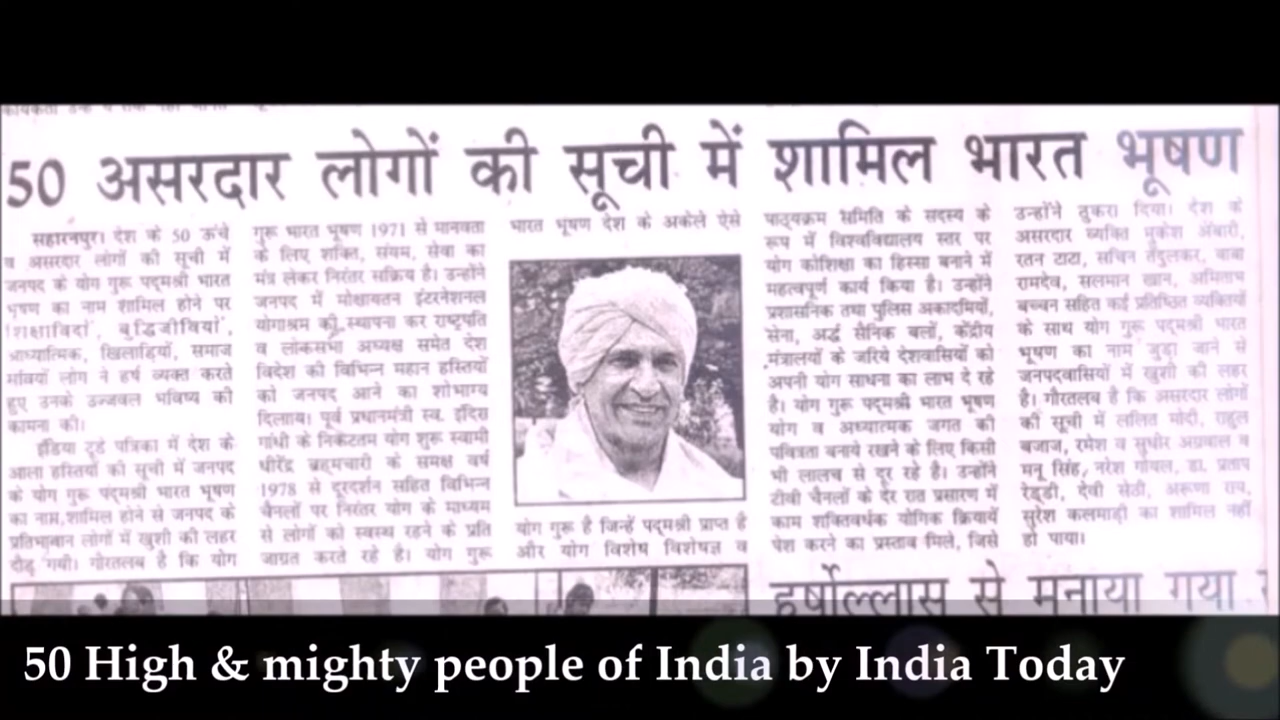 50 असरदार लोगों की सूची में शामिल भारत भूषण
सहारनपुर। देश के 50 ऊंचे
व असरदार लोगों की सूची में
जनपद के योग गुरू पद्मश्री भारत
भूषण का नाम शामिल होने पर
शिक्षाविदों, बुद्धिजीवियों,
आध्यात्मिक, खिलाड़ियों, समाज
लोग ने हर्ष व्यक्त करते
हुए उनके उज्जवल भविष्य की
कामना की।
इंडिया टुडे पत्रिका में देश के
आला हस्तियों की सूची में जनपद
के योग गुरू पद्मश्री भारत भूषण
का नाम शामिल होने से जनपद के
प्रतिभावान लोगों में खुशी की लहर
दौड़ गयी। गौरतलब है कि योग
गुरू भारत भूषण 1971 से मानवता
के लिए शक्ति, संयम, सेवा का
मंत्र लेकर निरंतर सक्रिय है। उन्होंने
जनपद में मोक्षायतन इंटरनेशनल
योगाश्रम की स्थापना कर राष्ट्रपति
व लोकसभा अध्यक्ष समेत देश
विदेश की विभिन्न महान हस्तियों
को जनपद आने का शोभाग्य
दिलाया। पूर्व प्रधानमंत्री स्व. इंदिरा
गांधी के निकटतम योग गुरू स्वामी
धीरेंद्र ब्रह्मचारी के समक्ष वर्ष
1978 से दूरदर्शन सहित विभिन्न
चैनलों पर निरंतर योग के माध्यम
से लोगों को स्वस्थ रहने के प्रति
जाग्रत करते रहे है। योग गुरू
भारत भूषण देश के अकेले ऐसे
योग गुरू है जिन्हें पद्मश्री प्राप्त है
और योग विशेष विशेषज्ञ व
पाठ्यक्रम समिति के सदस्य के
रूप में विश्वविद्यालय स्तर पर
योग कोशिक्षा का हिस्सा बनाने में
महत्वपूर्ण कार्य किया है। उन्होंने
प्रशासनिक तथा पुलिस अकादमियों,
सेना, अर्द्ध सैनिक बलों, केंद्रीय
मंत्रालयों के जरिये देशवासियों को
अपनी योग साधना का लाभ दे रहे
है। योग गुरू पद्मश्री भारत भूषण
योग व अध्यात्मक जगत की
पवित्रता बनाये रखने के लिए किसी
भी लालच से दूर रहे है। उन्होंने
टीवी चैनलों के देर रात प्रसारण में
काम शक्तिवर्धक योगिक क्रियायें
पेश करने का प्रस्ताव मिले, जिसे
उन्होंने ठुकरा दिया। देश के
असरदार व्यक्ति मुकेश अंबारी,
रतन टाटा, सचिन तेंदुलकर, बाबा
रामदेव, सलमान खान, अमिताभ
बच्चन सहित कई प्रतिष्ठित व्यक्तियों
के साथ योग गुरू पद्मश्री भारत
भूषण का नाम जुड़ा जाने से
जनपदवासियों में खुशी की लहर
है। गौरतलब है कि असरदार लोगों
की सूची में ललित मोदी, राहुल
बजाज, रमेश व सुधीर अग्रवाल व
मनू सिंह, नरेश गोयल, डा. प्रताप
रेड्डी, देवी सेठी, अरूणा राय,
सुरेश कलमाड़ी का शामिल नहीं
हो पाया।
हर्षोल्लास से मनाया गया
50 High & mighty people of India by India Today